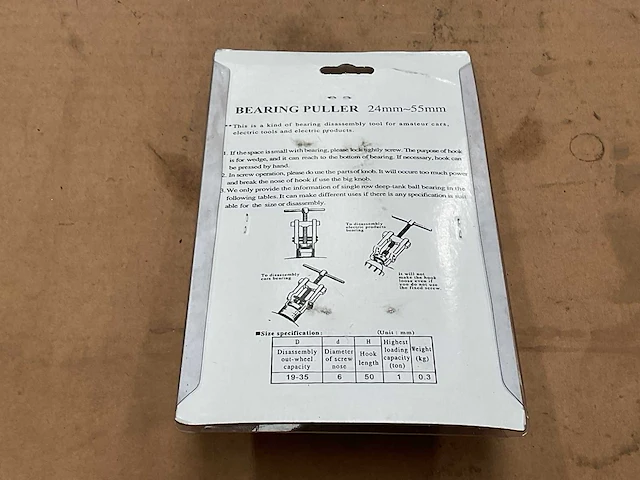 BEARING PULLER 24mm~55mm
**This is a kind of bearing disassembly tool for amateur cars,
electric tools and electric products.
1. If the space is small with bearing, please lock tightly screw. The purpose of hook
is for wedge, and it can reach to the bottom of bearing. If necessary, hook can
be pressed by hand.
2. In screw operation, please do use the parts of knob. It will occure too much power
and break the nose of hook if use the big knob.
3. We only provide the information of single row deep-tank ball bearing in the
following tables. It can make different uses if there is any specification is suit
able for the size or disassembly.
To disassembly
electric products
bearing
To disassembly
cars bearing
It will not
make the hook
loose even if
you do not use
the fixed screw
■Size specification: (Unit: mm)
D d H Highest loading capacity (ton) Weight (kg)
Disassembly out-wheel capacity Diameter of screw nose Hook length
19-35 6 50 1 0.3